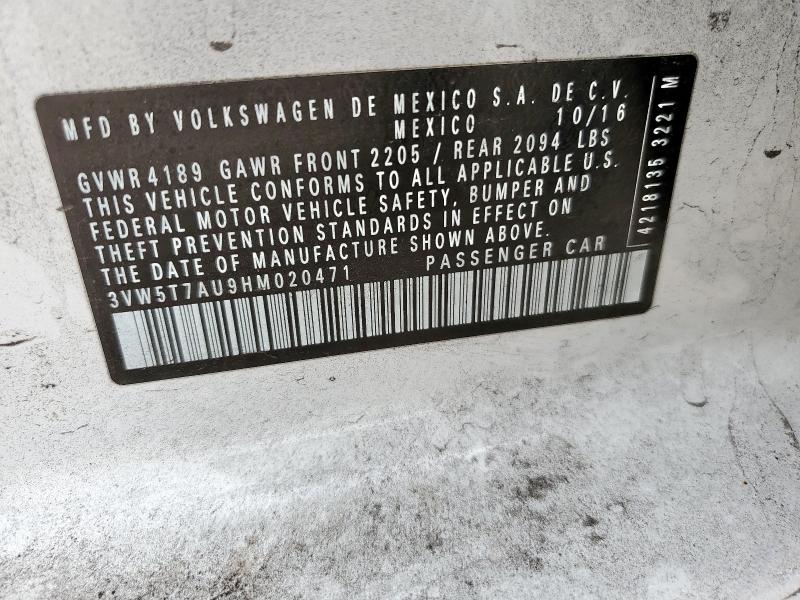 MFD BY VOLKSWAGEN DE MEXICO S.A. DE C.V.
MEXICO 10/16
GVWR 4189 GAWR FRONT 2205 / REAR 2094 LBS
THIS VEHICLE CONFORMS TO ALL APPLICABLE U.S.
FEDERAL MOTOR VEHICLE SAFETY, BUMPER AND
THEFT PREVENTION STANDARDS IN EFFECT ON
THE DATE OF MANUFACTURE SHOWN ABOVE.
3VW5T7AU9HM020471 PASSENGER CAR
4218135 3221 M